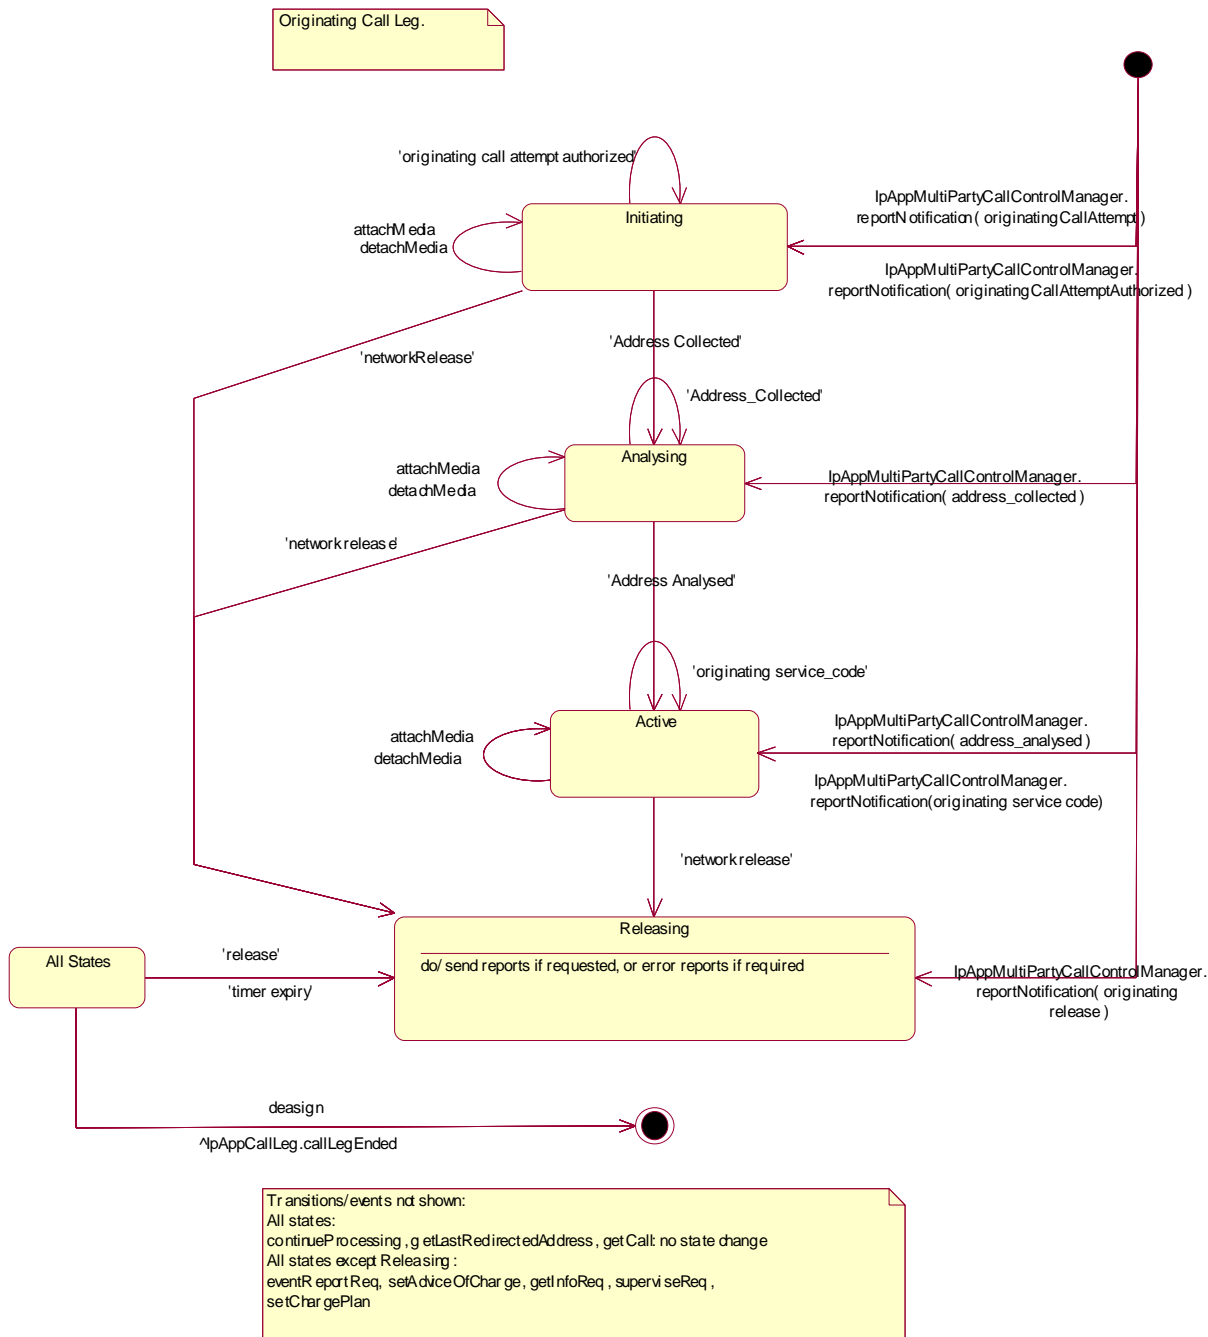 Originating Call Leg.
'originating call attempt authorized'
IpAppMultiPartyCallControlManager.
reportNotification( originatingCallAttempt )
Initiating
attachMedia
detachMedia
IpAppMultiPartyCallControlManager.
reportNotification( originatingCallAttemptAuthorized )
'Address Collected'
'networkRelease'
'Address_Collected'
Analysing
attachMedia
detachMedia
IpAppMultiPartyCallControlManager.
reportNotification( address_collected )
'network release'
'Address Analysed'
'originating service_code'
Active
attachMedia
detachMedia
IpAppMultiPartyCallControlManager.
reportNotification( address_analysed )
IpAppMultiPartyCallControlManager.
reportNotification(originating service code)
'network release'
Releasing
do/ send reports if requested, or error reports if required
All States
'release'
'timer expiry'
IpAppMultiPartyCallControlManager.
reportNotification( originating
release )
deasign
^IpAppCallLeg.callLegEnded
Transitions/events not shown:
All states:
continueProcessing, getLastRedirectedAddress, getCall: no state change
All states except Releasing :
eventReportReq, setAdviceOfCharge, getInfoReq, superviseReq,
setChargePlan